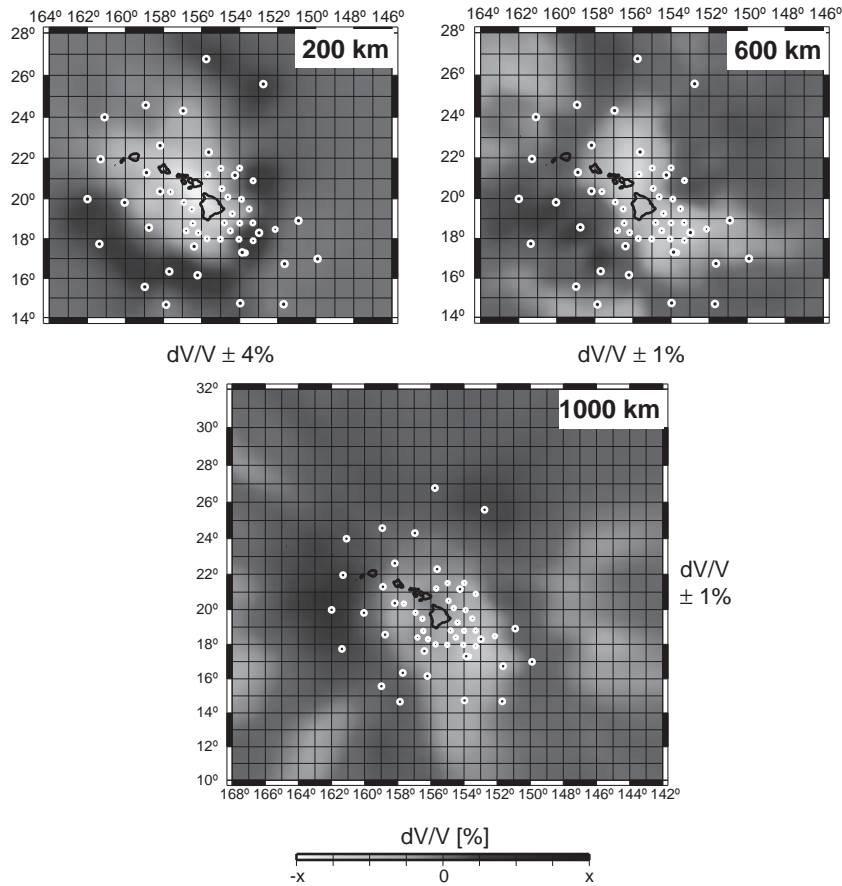 164º 162º 160º 158º 156º 154º 152º 150º 148º 146º
28º
26º
24º
22º
20º
18º
16º
14º
200 km
dV/V ± 4%
164º 162º 160º 158º 156º 154º 152º 150º 148º 146º
28º
26º
24º
22º
20º
18º
16º
14º
600 km
dV/V ± 1%
32º
30º
28º
26º
24º
22º
20º
18º
16º
14º
12º
10º
1000 km
168º 166º 164º 162º 160º 158º 156º 154º 152º 150º 148º 146º 144º 142º
dV/V
± 1%
dV/V [%]
-x 0 x